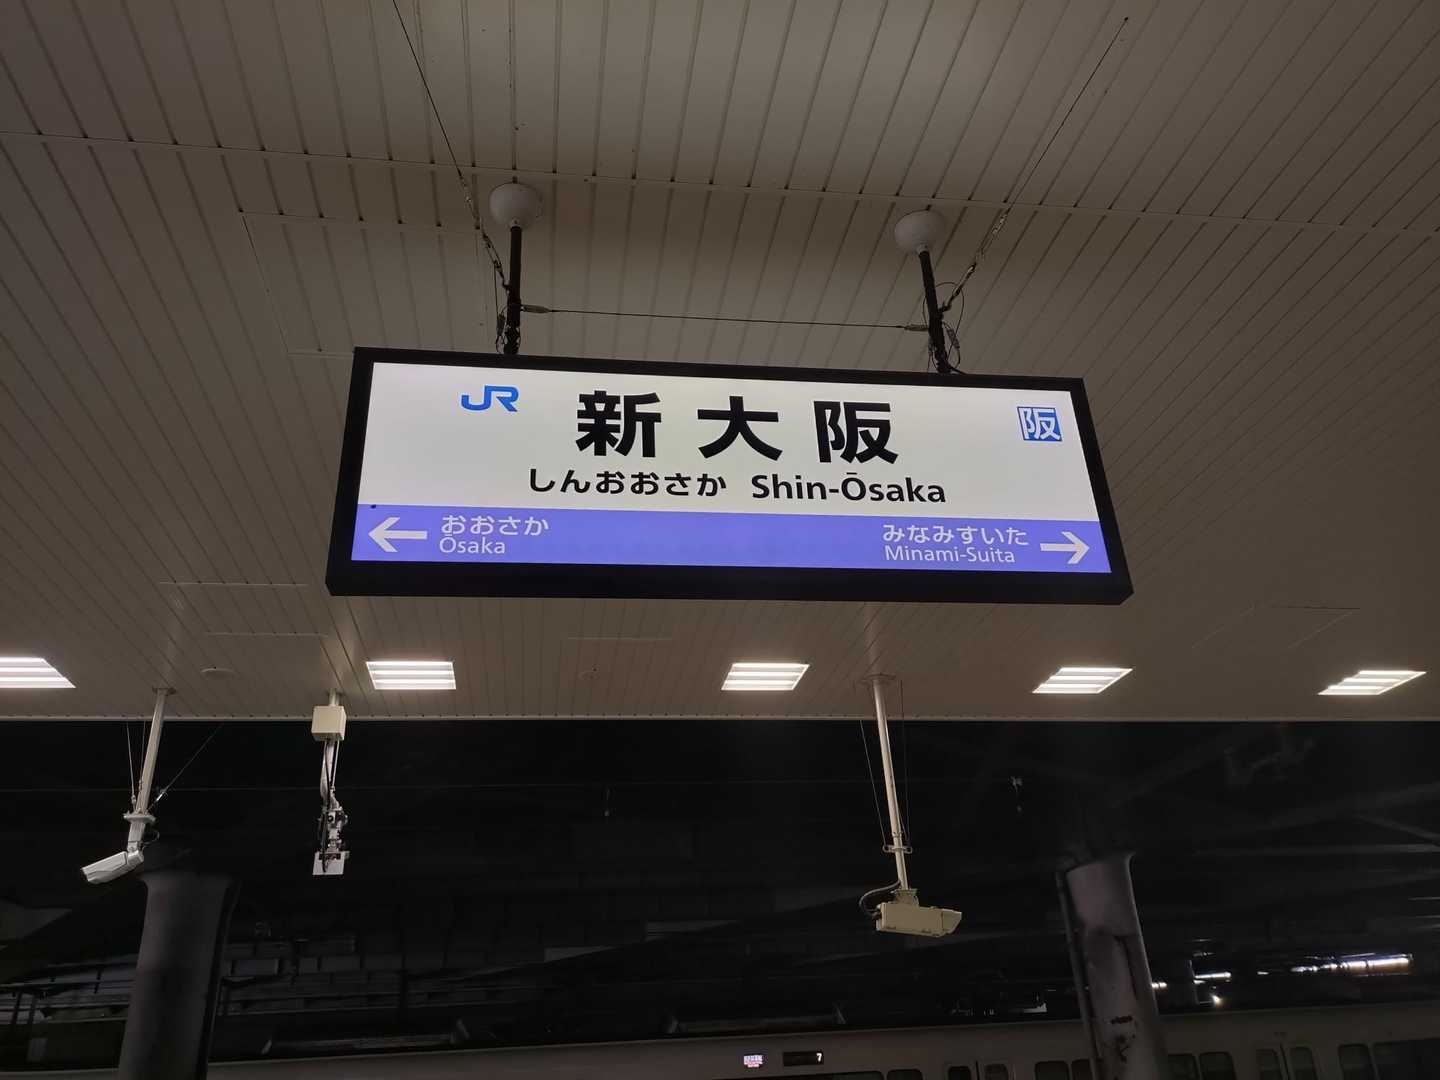 JR 新大阪 阪
しんおおさか Shin-Ōsaka
← おおさか みなみすいた →
Ōsaka Minami-Suita
7